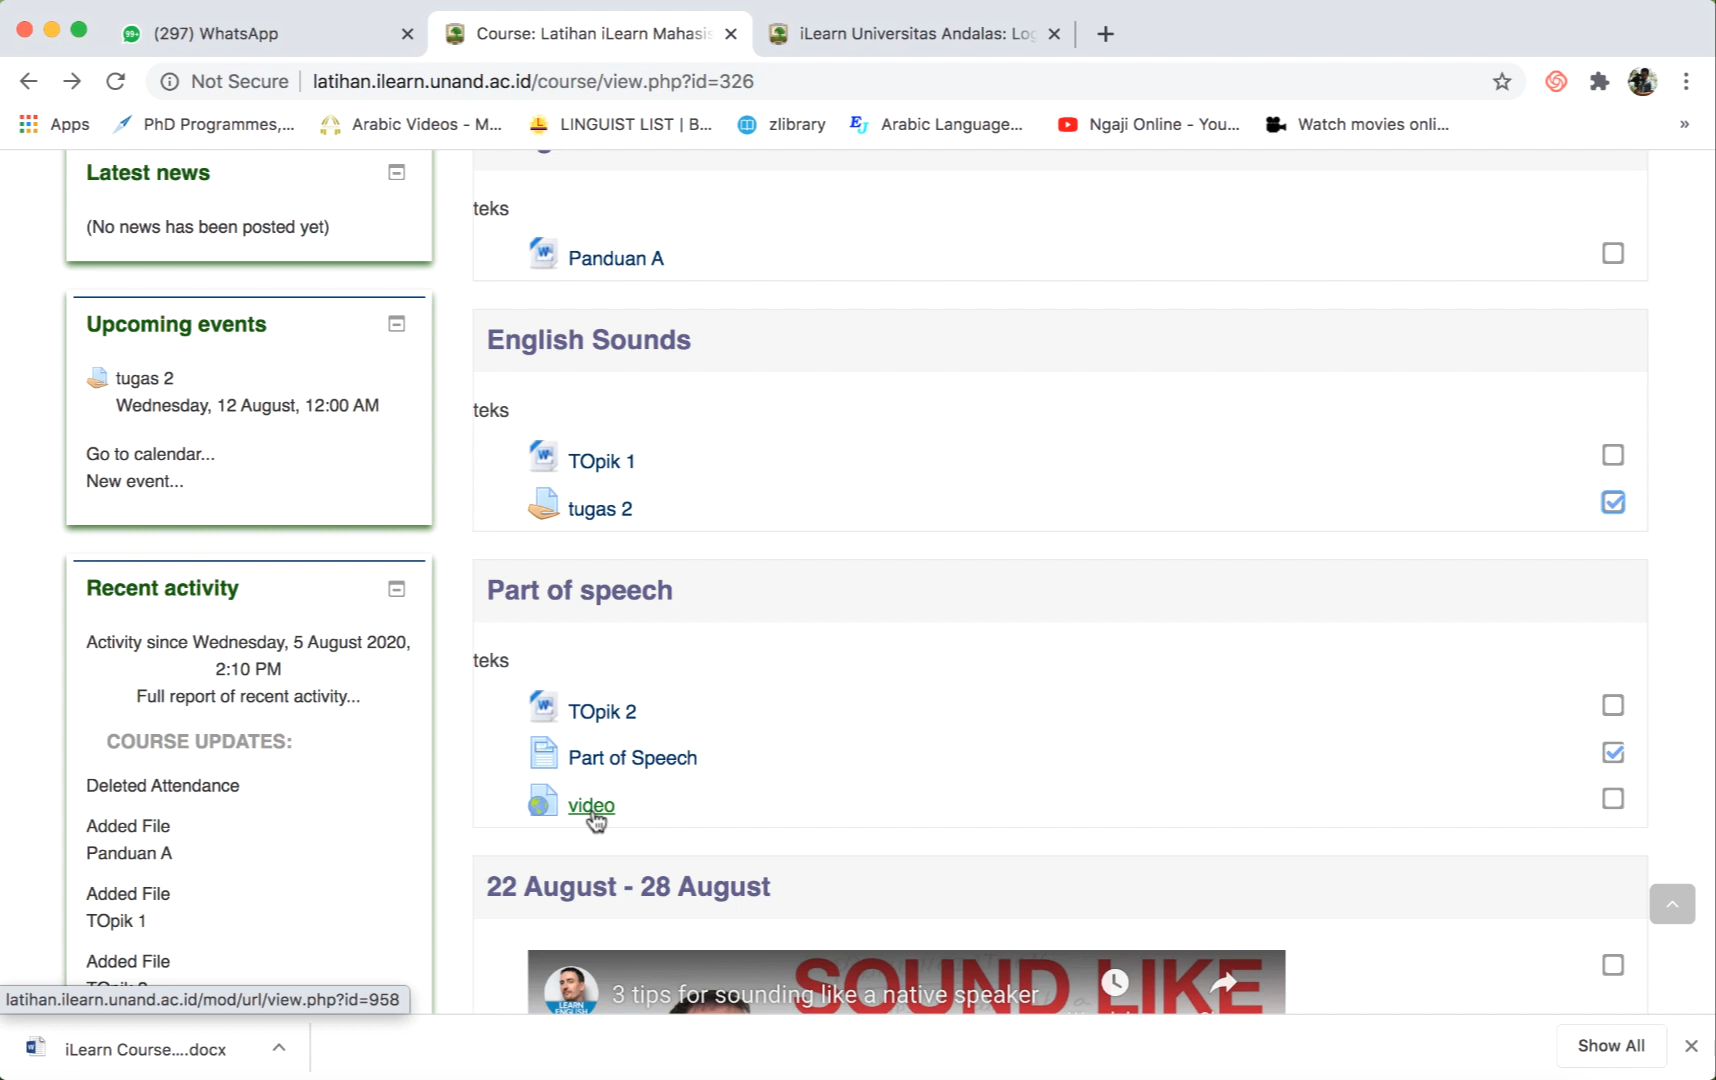 99+ (297) WhatsApp
Course: Latihan iLearn Mahasis
iLearn Universitas Andalas: Log
Not Secure
latihan.ilearn.unand.ac.id/course/view.php?id=326
Apps
PhD Programmes,...
Arabic Videos - M...
LINGUIST LIST | B...
zlibrary
EJ Arabic Language...
Ngaji Online - You...
Watch movies onli...
»
Latest news
(No news has been posted yet)
Upcoming events
tugas 2
Wednesday, 12 August, 12:00 AM
Go to calendar...
New event...
Recent activity
Activity since Wednesday, 5 August 2020,
2:10 PM
Full report of recent activity...
COURSE UPDATES:
Deleted Attendance
Added File
Panduan A
Added File
TOpik 1
Added File
latihan.ilearn.unand.ac.id/mod/url/view.php?id=958
teks
Panduan A
English Sounds
teks
TOpik 1
tugas 2
Part of speech
teks
TOpik 2
Part of Speech
video
22 August - 28 August
LEARN
ENGLISH
3 tips for sounding like a native speaker
SOUND LIKE
iLearn Course....docx
Show All